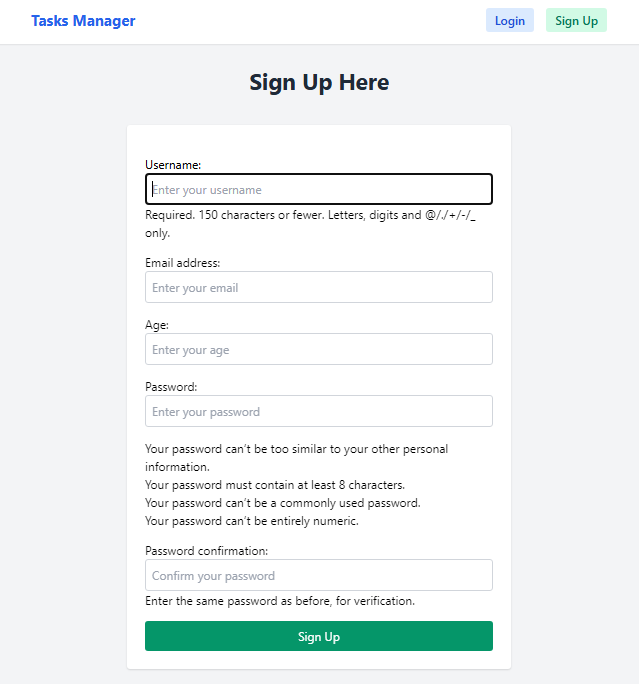 Tasks Manager
Login
Sign Up
Sign Up Here
Username:
Enter your username
Required. 150 characters or fewer. Letters, digits and @/./+/-/_
only.
Email address:
Enter your email
Age:
Enter your age
Password:
Enter your password
Your password can't be too similar to your other personal
information.
Your password must contain at least 8 characters.
Your password can't be a commonly used password.
Your password can't be entirely numeric.
Password confirmation:
Confirm your password
Enter the same password as before, for verification.
Sign Up